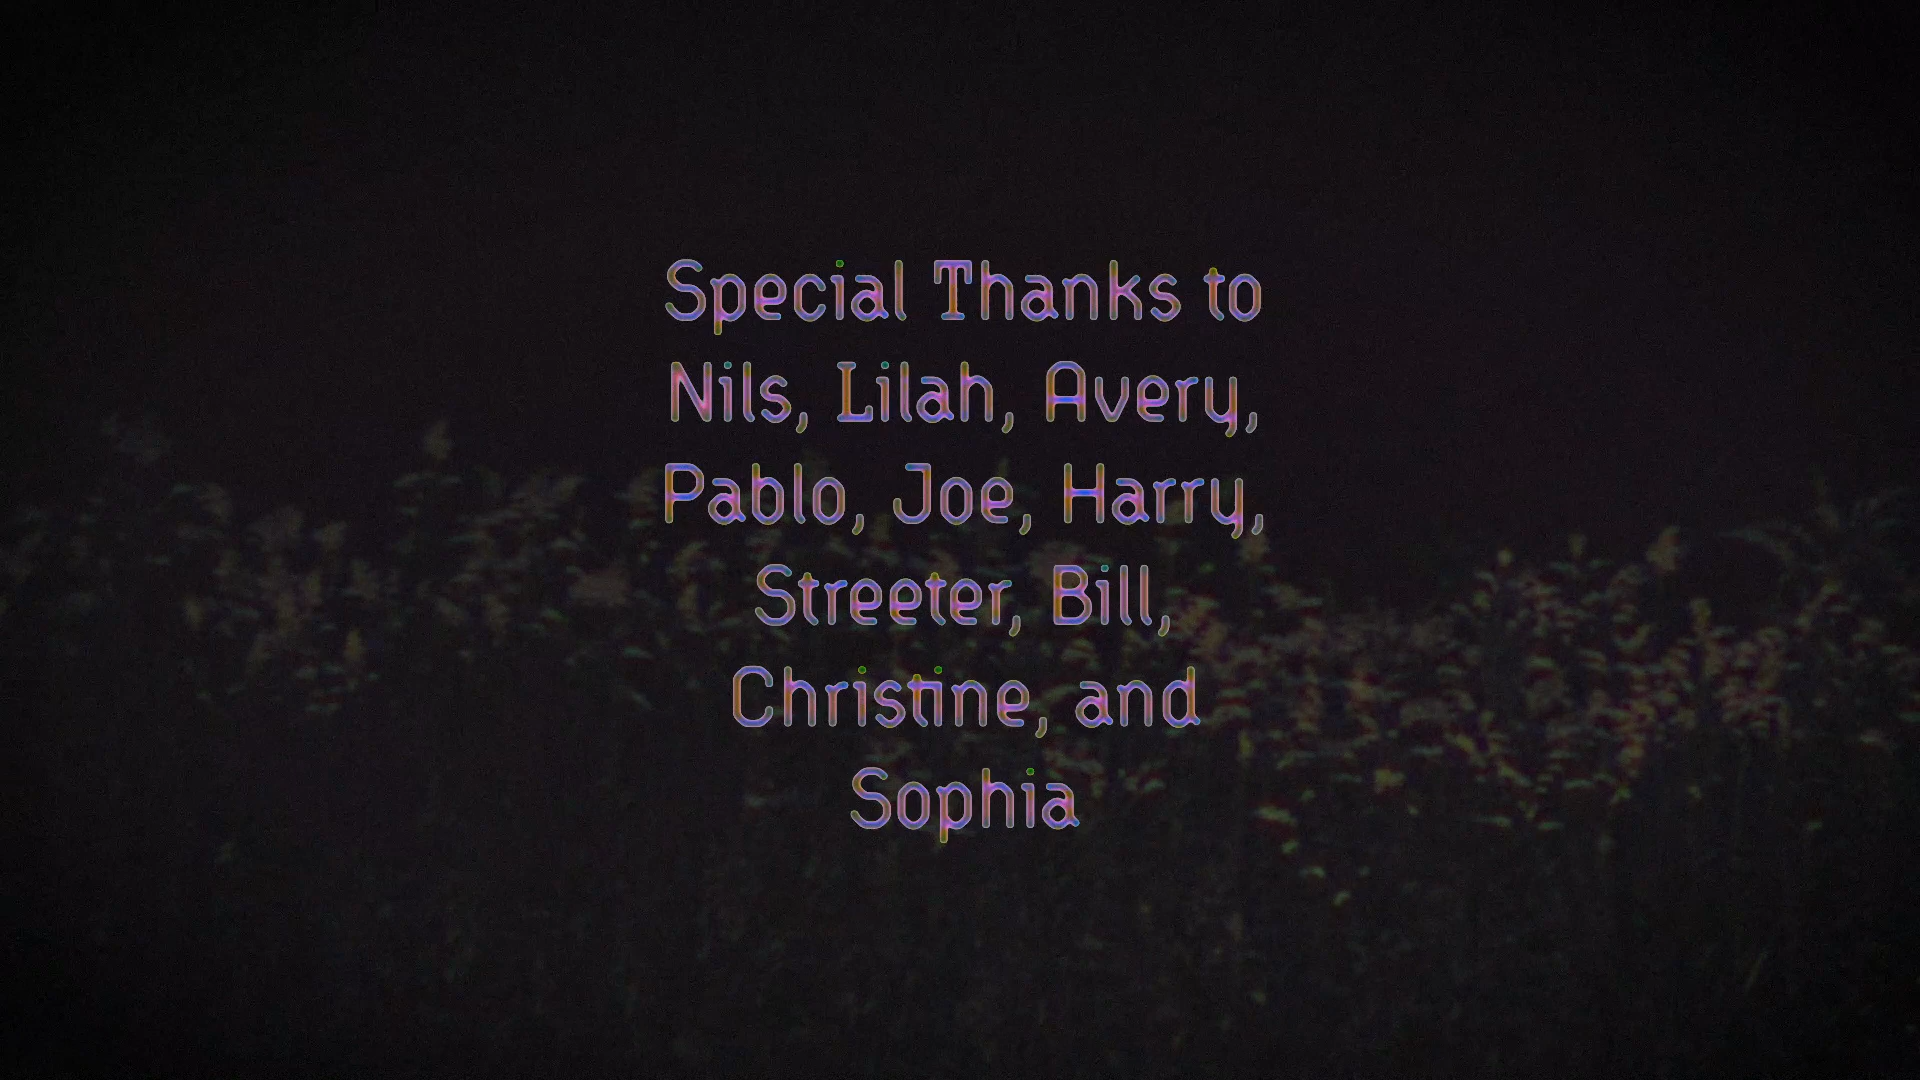 Special Thanks to
Nils, Lilah, Avery,
Pablo, Joe, Harry,
Streeter, Bill,
Christine, and
Sophia